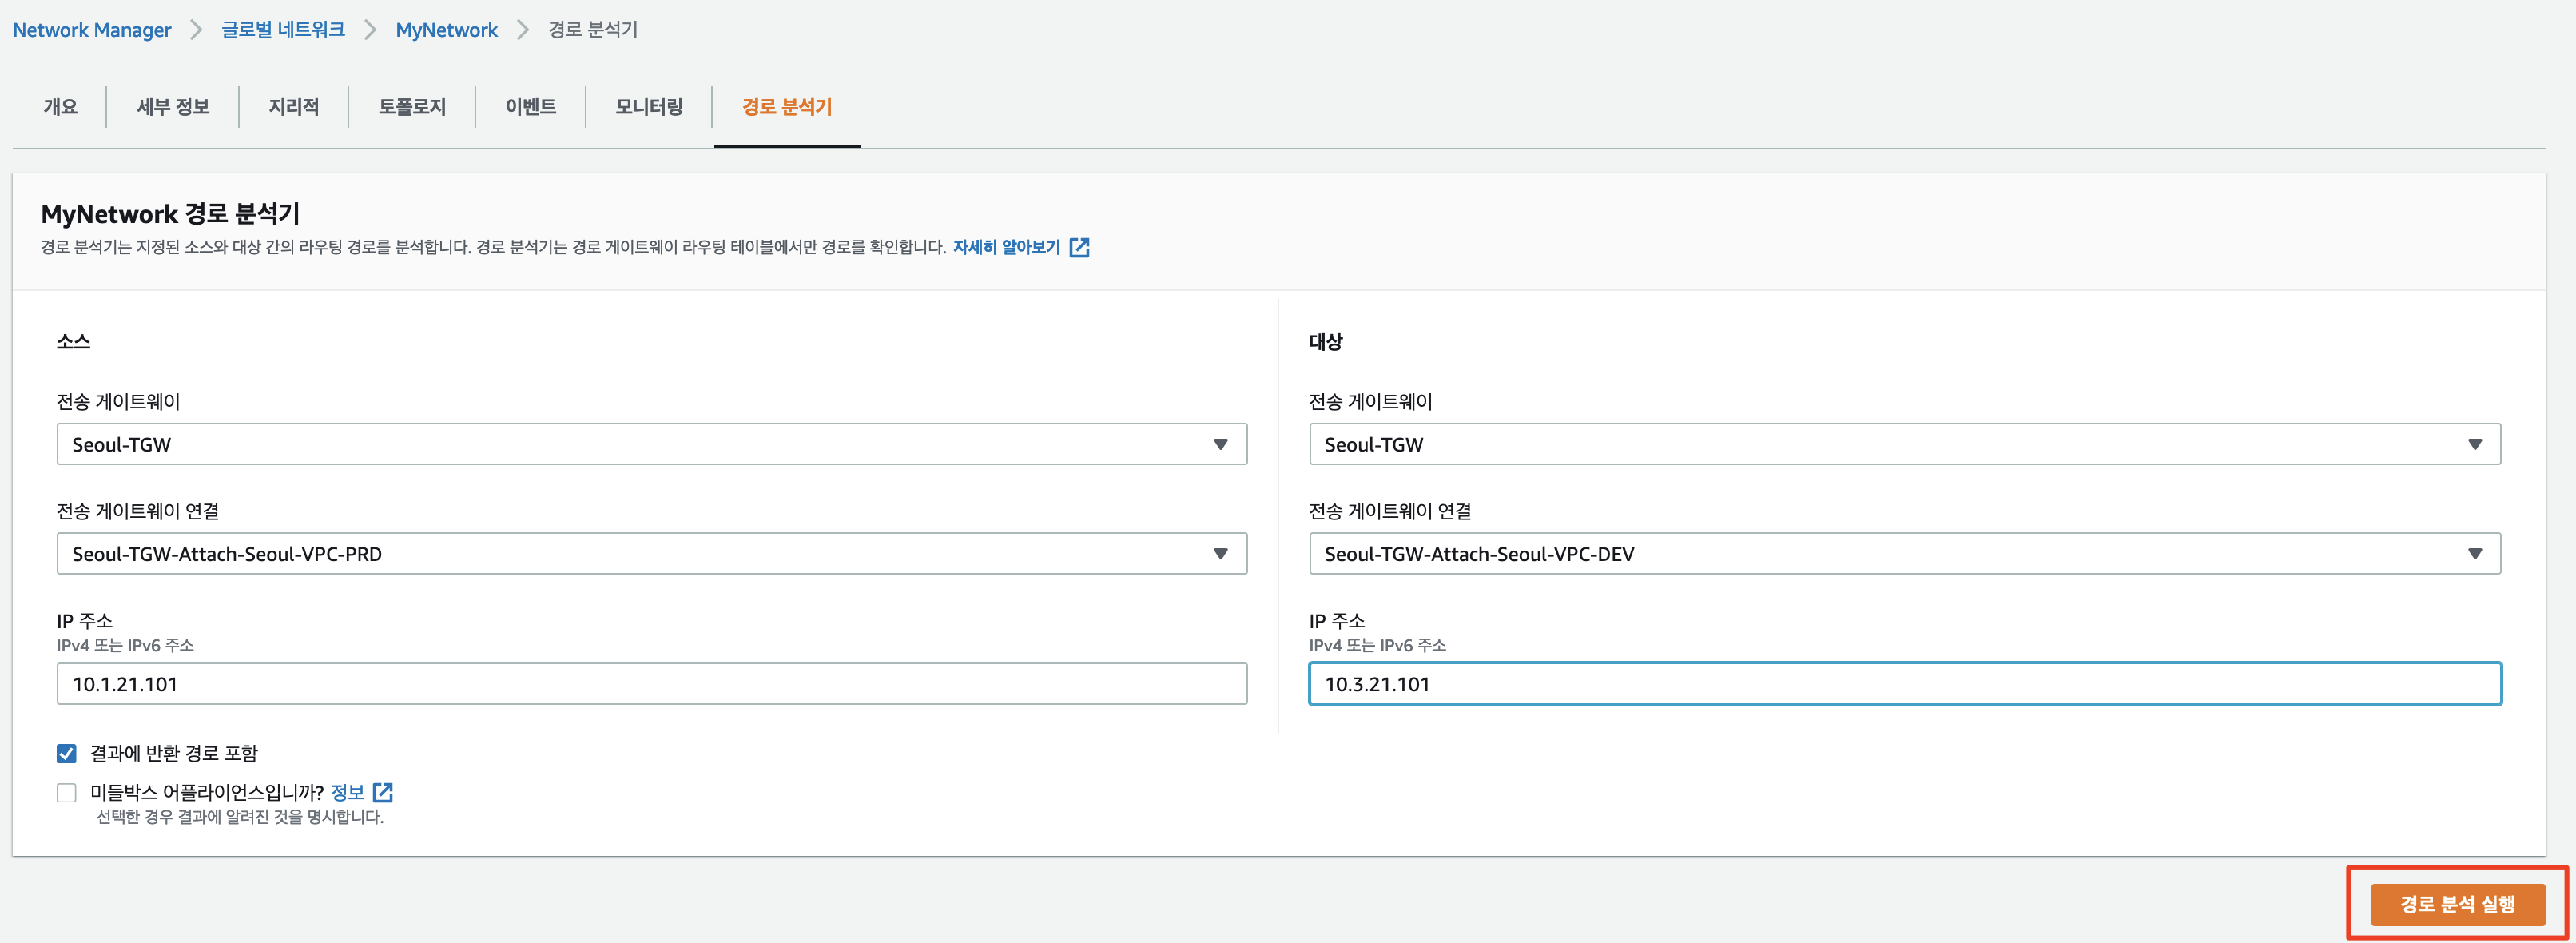 Network Manager > 글로벌 네트워크 > MyNetwork > 경로 분석기
개요 세부 정보 지리적 토폴로지 이벤트 모니터링 경로 분석기
MyNetwork 경로 분석기
경로 분석기는 지정된 소스와 대상 간의 라우팅 경로를 분석합니다. 경로 분석기는 경로 게이트웨이 라우팅 테이블에서만 경로를 확인합니다. 자세히 알아보기
소스
전송 게이트웨이
Seoul-TGW
전송 게이트웨이 연결
Seoul-TGW-Attach-Seoul-VPC-PRD
IP 주소
IPv4 또는 IPv6 주소
10.1.21.101
대상
전송 게이트웨이
Seoul-TGW
전송 게이트웨이 연결
Seoul-TGW-Attach-Seoul-VPC-DEV
IP 주소
IPv4 또는 IPv6 주소
10.3.21.101
결과에 반환 경로 포함
미들박스 어플라이언스입니까? 정보
선택한 경우 결과에 알려진 것을 명시합니다.
경로 분석 실행